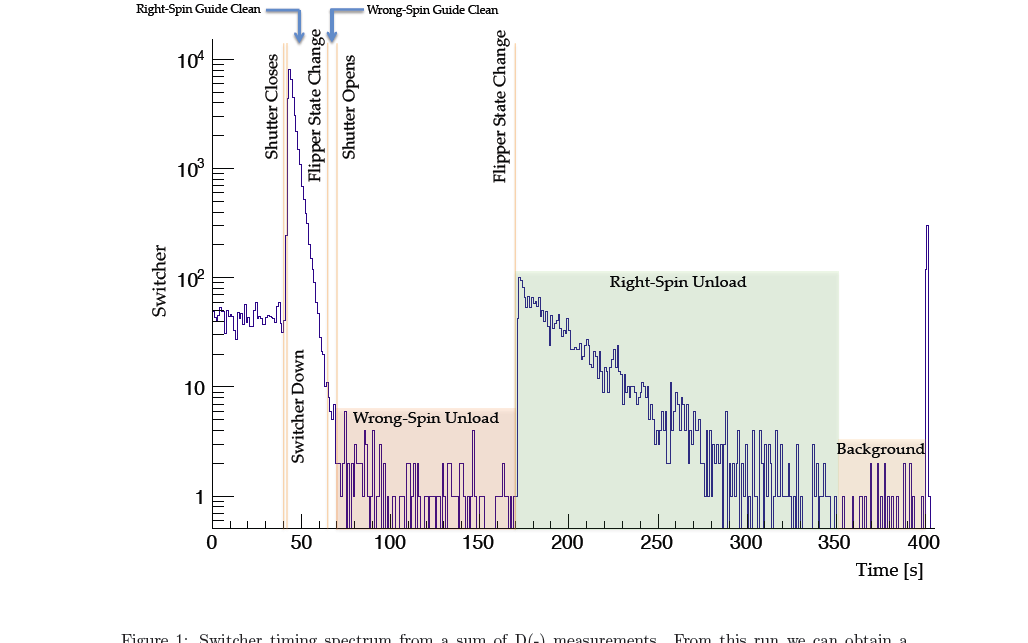 Right-Spin Guide Clean
Wrong-Spin Guide Clean
Shutter Closes
Flipper State Change
Shutter Opens
Flipper State Change
Switcher Down
Switcher
10⁴
10³
10²
10
1
Right-Spin Unload
Wrong-Spin Unload
Background
0 50 100 150 200 250 300 350 400
Time [s]
Figure 1: Switcher timing spectrum from a sum of D(-) measurements. From this run we can obtain a